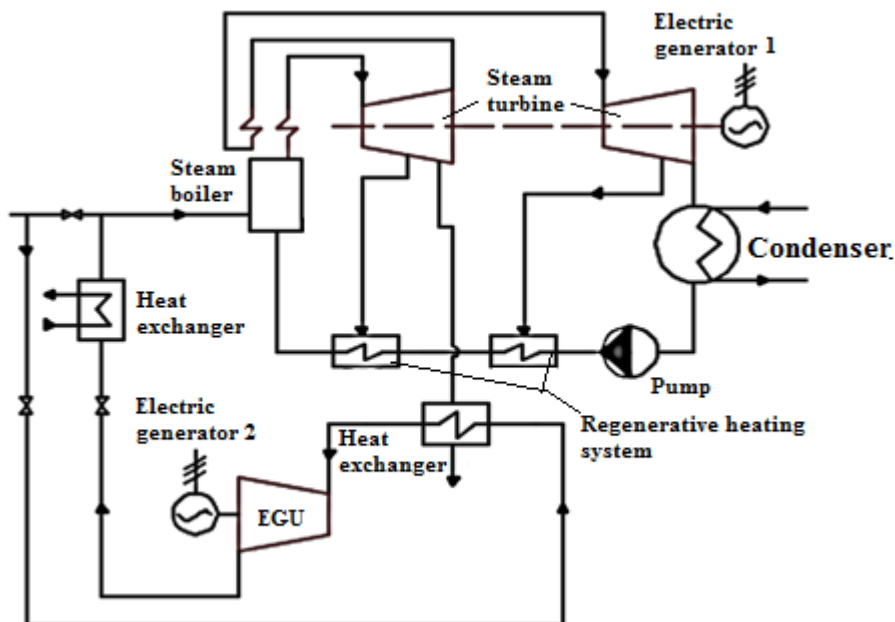 Electric
generator 1
Steam
turbine
Steam
boiler
Condenser
Heat
exchanger
Pump
Electric
generator 2
Heat
exchanger
Regenerative heating
system
EGU